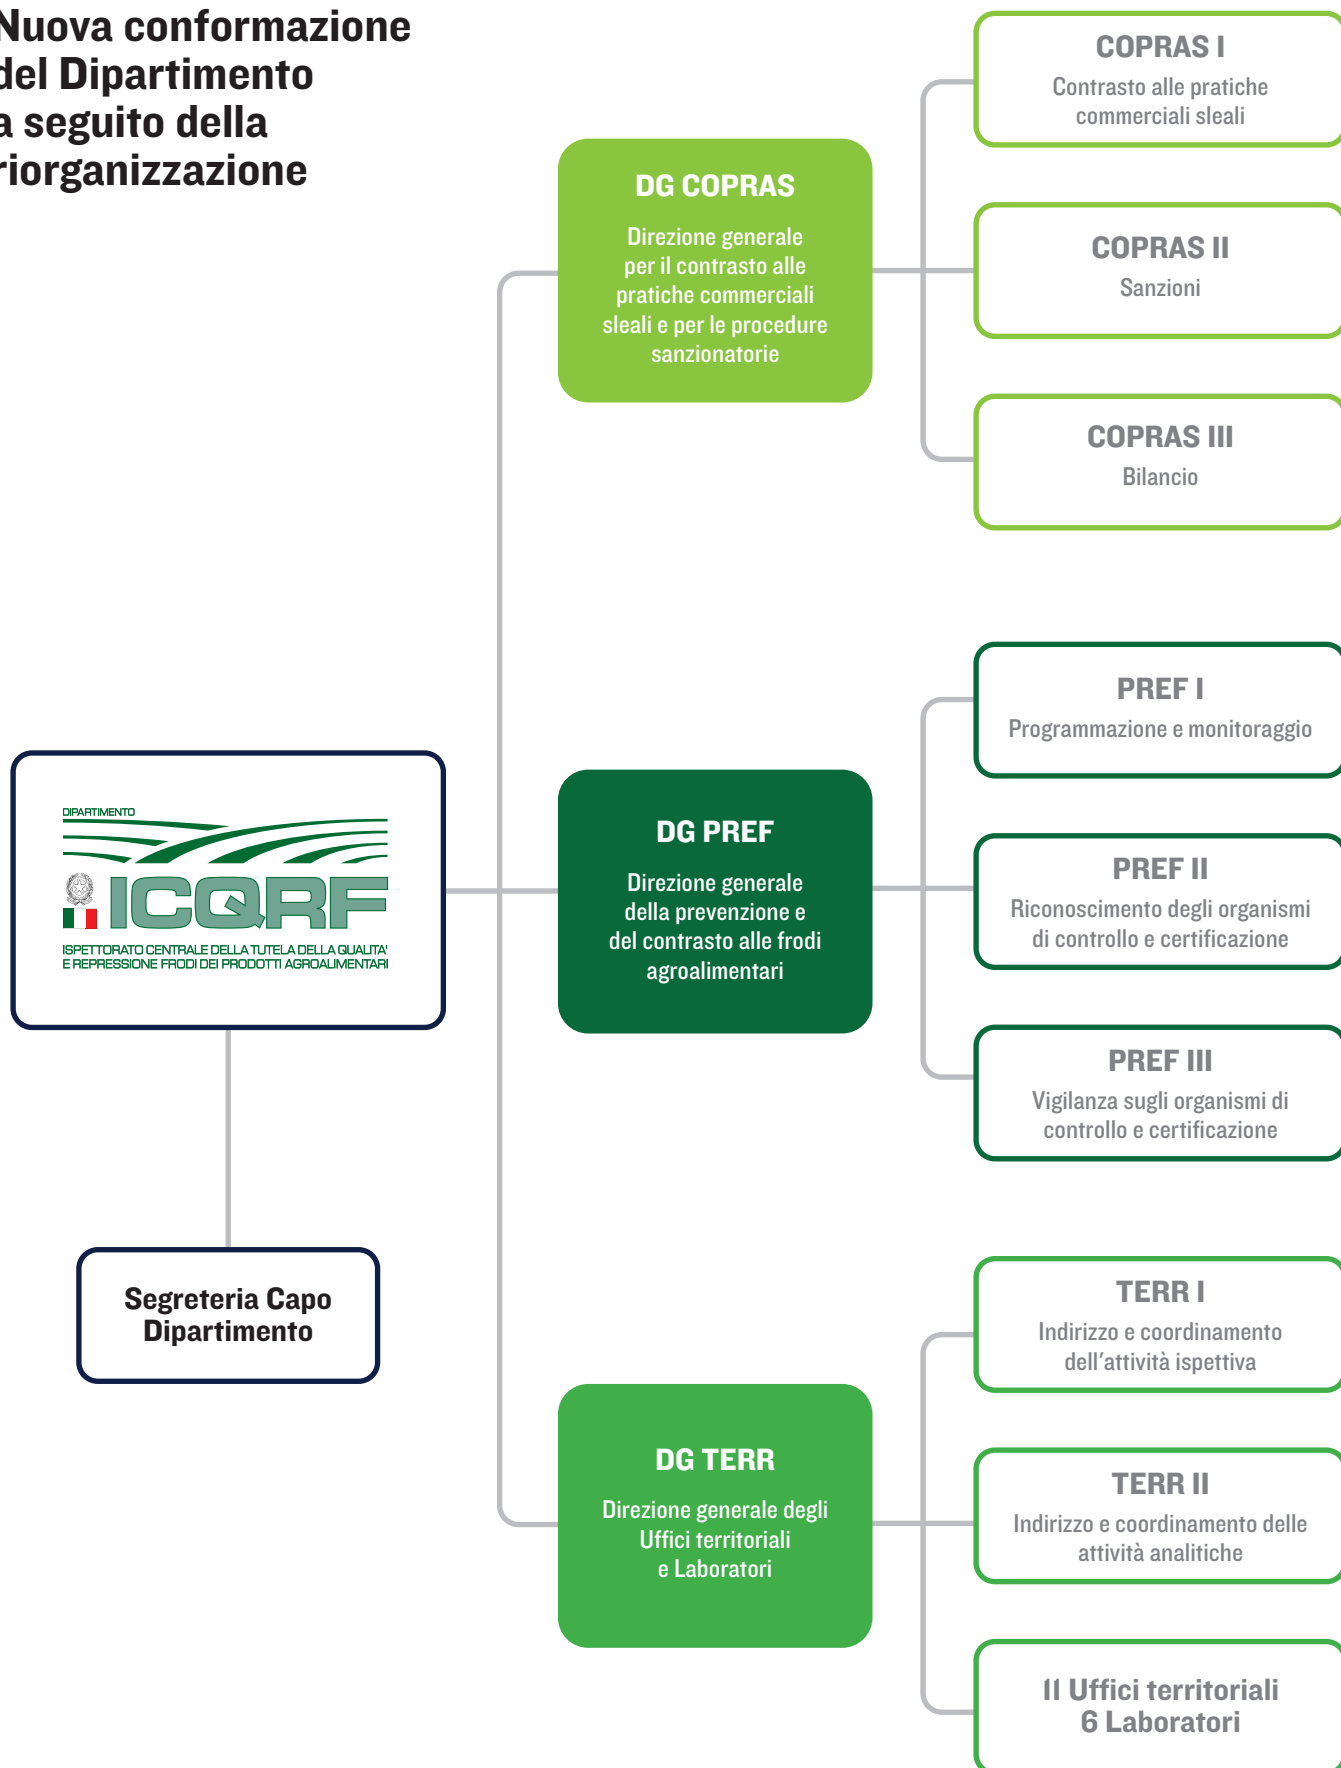 Nuova conformazione
del Dipartimento
a seguito della
riorganizzazione
DG COPRAS
Direzione generale
per il contrasto alle
pratiche commerciali
sleali e per le procedure
sanzionatorie
COPRAS I
Contrasto alle pratiche
commerciali sleali
COPRAS II
Sanzioni
COPRAS III
Bilancio
DIPARTIMENTO
ICQRF
ISPETTORATO CENTRALE DELLA TUTELA DELLA QUALITA'
E REPRESSIONE FRODI DEI PRODOTTI AGROALIMENTARI
Segreteria Capo
Dipartimento
DG PREF
Direzione generale
della prevenzione e
del contrasto alle frodi
agroalimentari
PREF I
Programmazione e monitoraggio
PREF II
Riconoscimento degli organismi
di controllo e certificazione
PREF III
Vigilanza sugli organismi di
controllo e certificazione
DG TERR
Direzione generale degli
Uffici territoriali
e Laboratori
TERR I
Indirizzo e coordinamento
dell'attività ispettiva
TERR II
Indirizzo e coordinamento delle
attività analitiche
11 Uffici territoriali
6 Laboratori